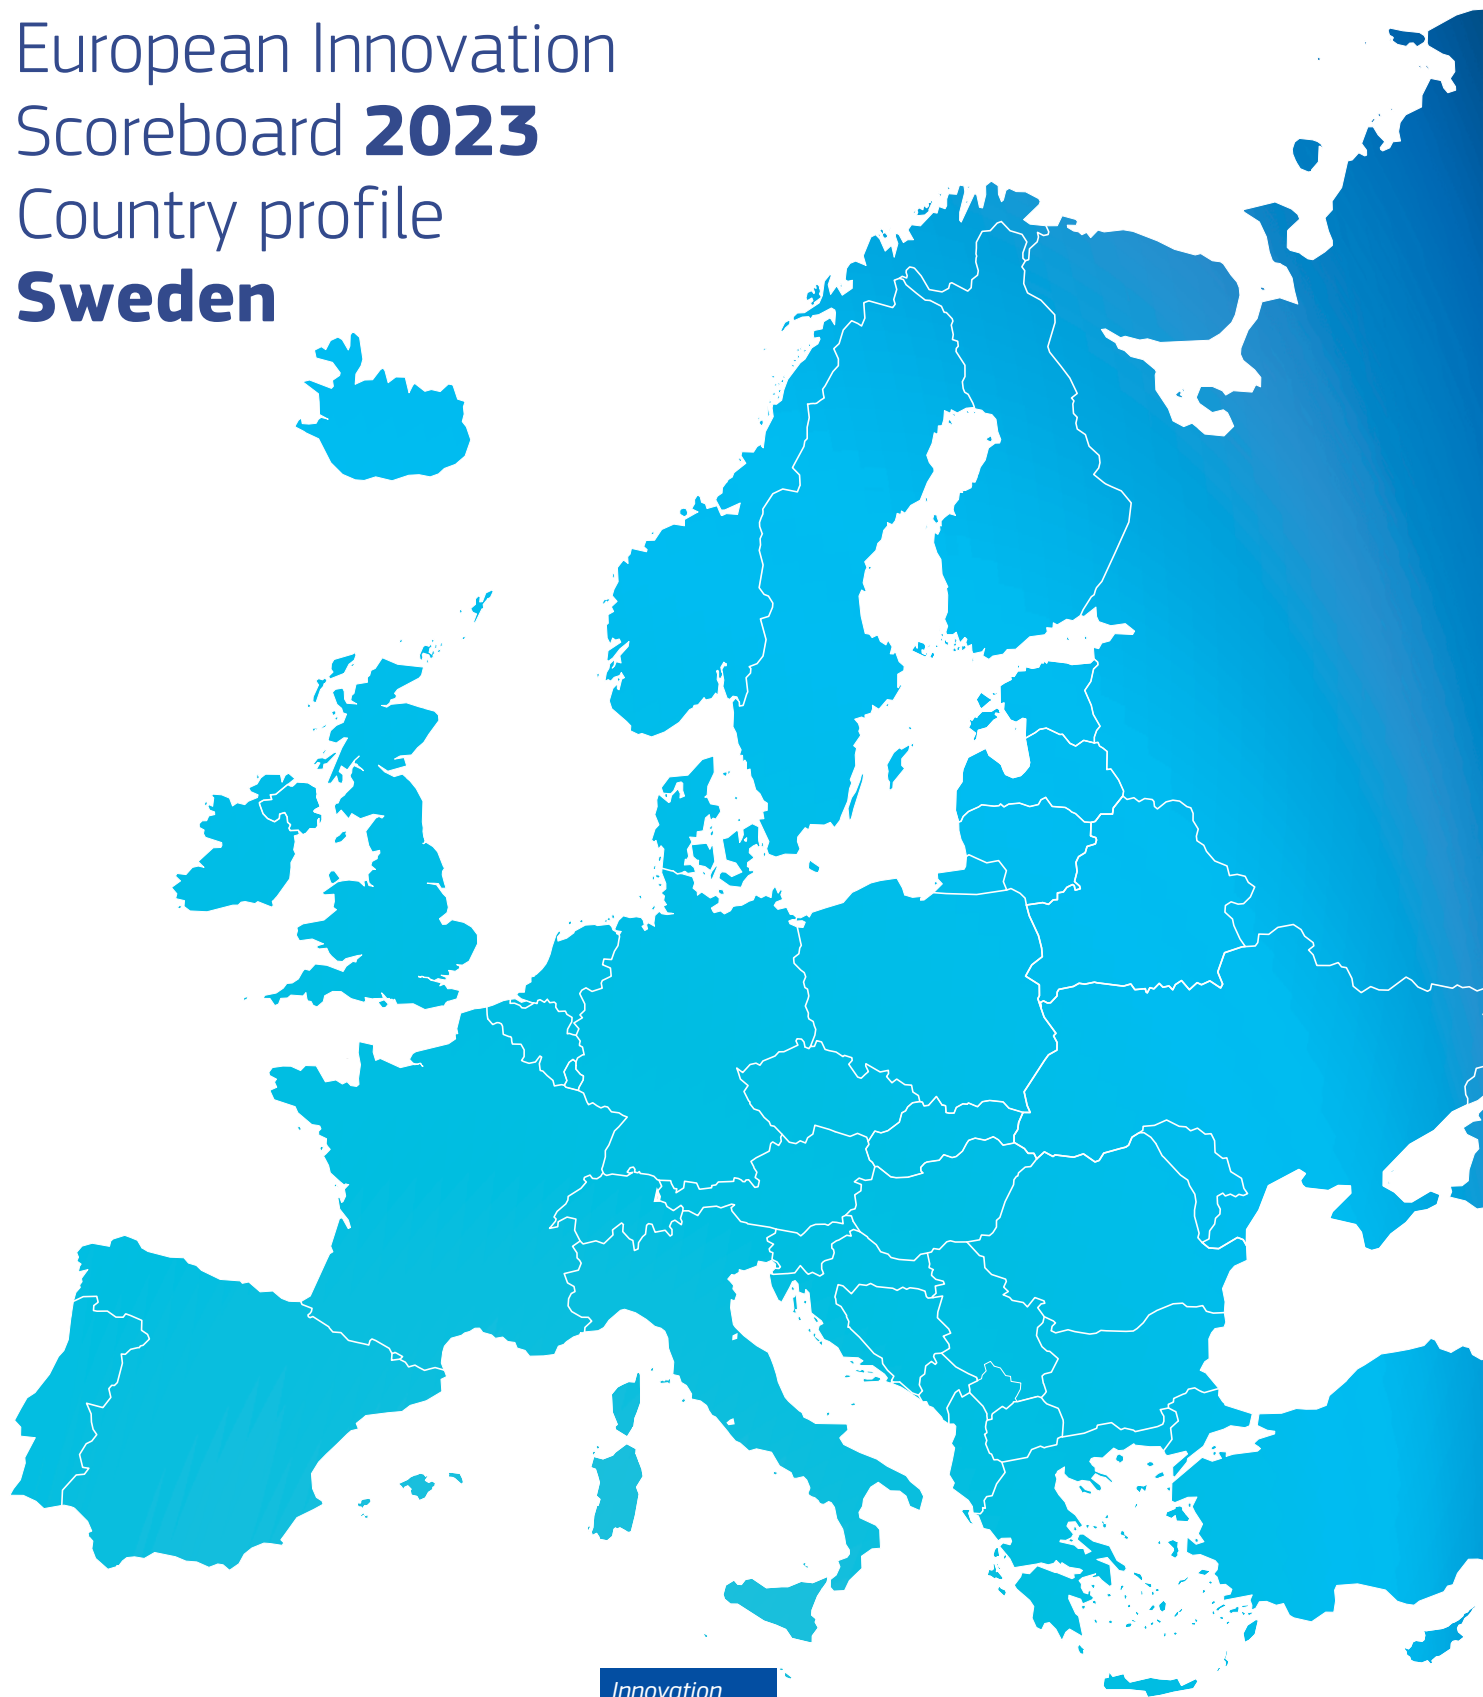 European Innovation
Scoreboard 2023
Country profile
Sweden
Innovation